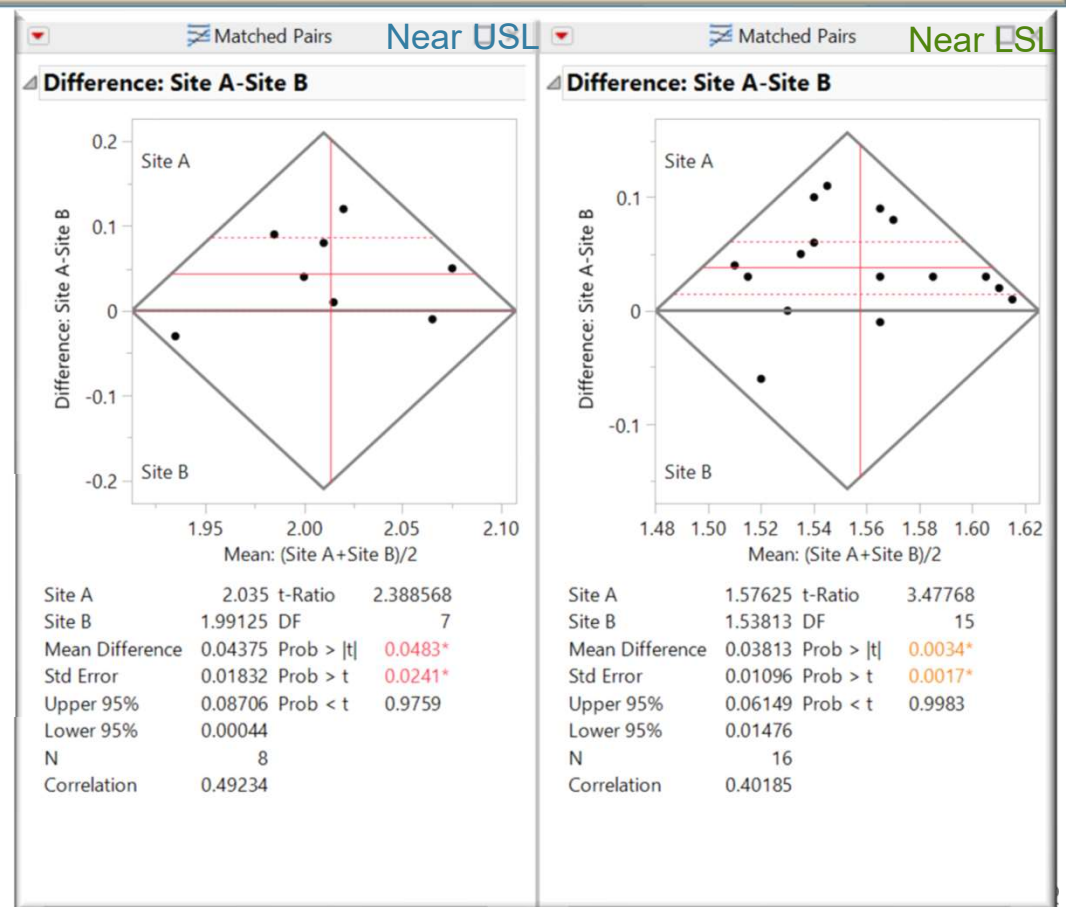 Matched Pairs Near USL
Difference: Site A-Site B
0.2
0.1
0
-0.1
-0.2
Difference: Site A-Site B
Site A
Site B
1.95 2.00 2.05 2.10
Mean: (Site A+Site B)/2
Site A 2.035 t-Ratio 2.388568
Site B 1.99125 DF 7
Mean Difference 0.04375 Prob > |t| 0.0483*
Std Error 0.01832 Prob > t 0.0241*
Upper 95% 0.08706 Prob < t 0.9759
Lower 95% 0.00044
N 8
Correlation 0.49234
Matched Pairs Near LSL
Difference: Site A-Site B
0.1
0
-0.1
Difference: Site A-Site B
Site A
Site B
1.48 1.50 1.52 1.54 1.56 1.58 1.60 1.62
Mean: (Site A+Site B)/2
Site A 1.57625 t-Ratio 3.47768
Site B 1.53813 DF 15
Mean Difference 0.03813 Prob > |t| 0.0034*
Std Error 0.01096 Prob > t 0.0017*
Upper 95% 0.06149 Prob < t 0.9983
Lower 95% 0.01476
N 16
Correlation 0.40185